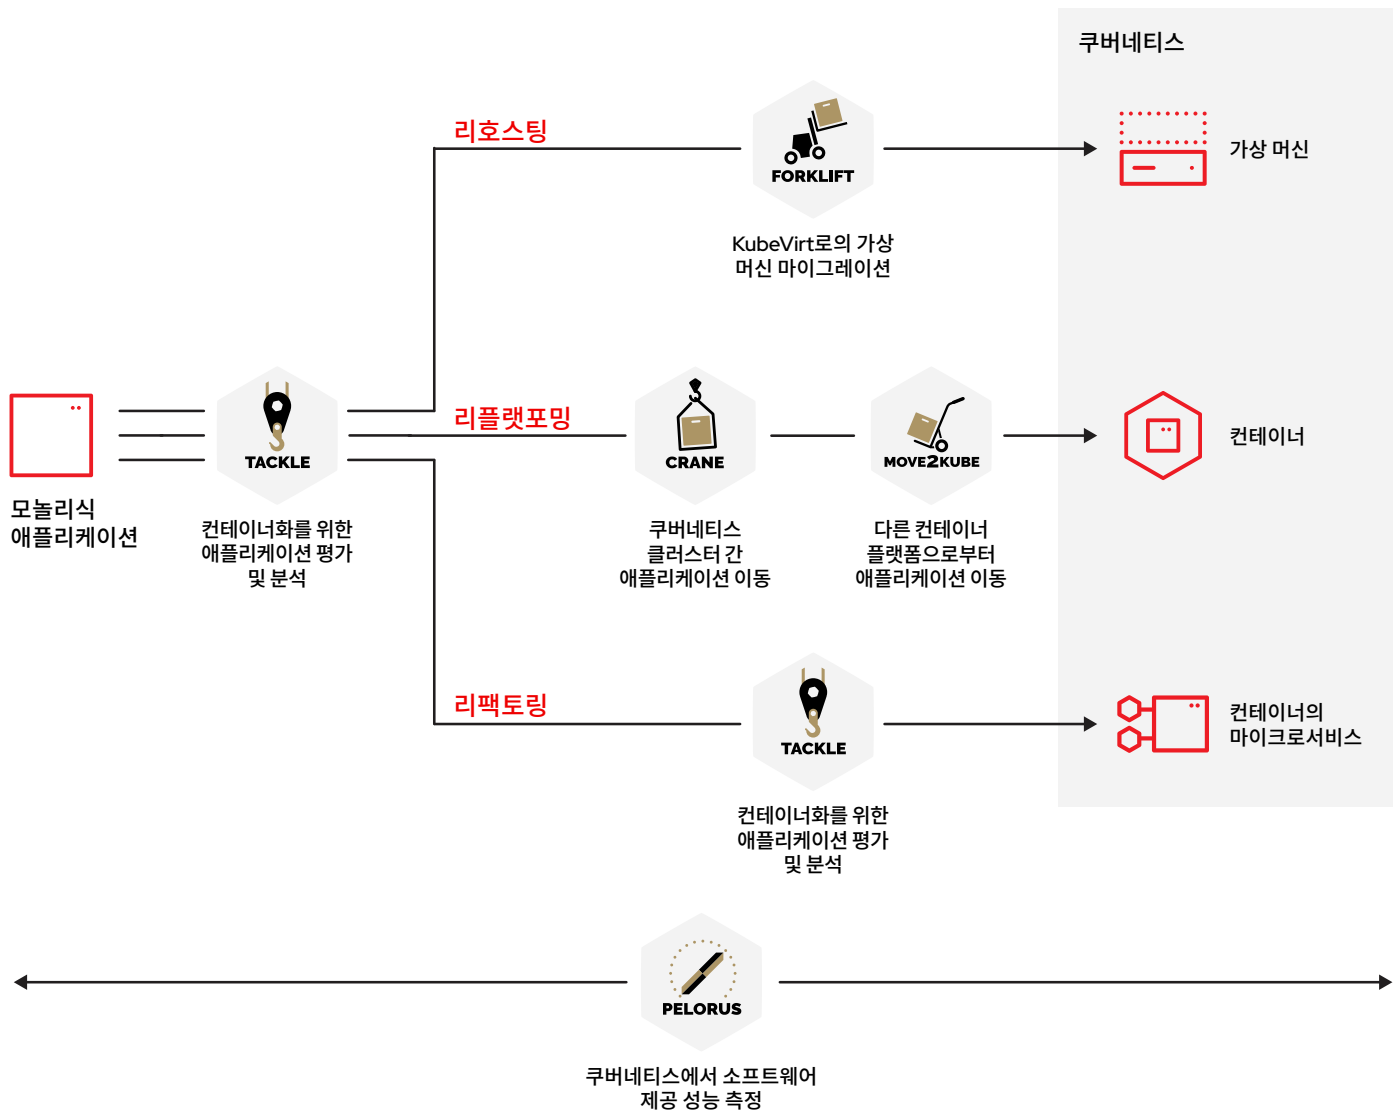 쿠버네티스
리호스팅
FORKLIFT
가상 머신
KubeVirt로의 가상
머신 마이그레이션
모놀리식
애플리케이션
TACKLE
컨테이너화를 위한
애플리케이션 평가
및 분석
리플랫포밍
CRANE
쿠버네티스
클러스터 간
애플리케이션 이동
MOVE2KUBE
다른 컨테이너
플랫폼으로부터
애플리케이션 이동
컨테이너
리팩토링
TACKLE
컨테이너화를 위한
애플리케이션 평가
및 분석
컨테이너의
마이크로서비스
PELORUS
쿠버네티스에서 소프트웨어
제공 성능 측정